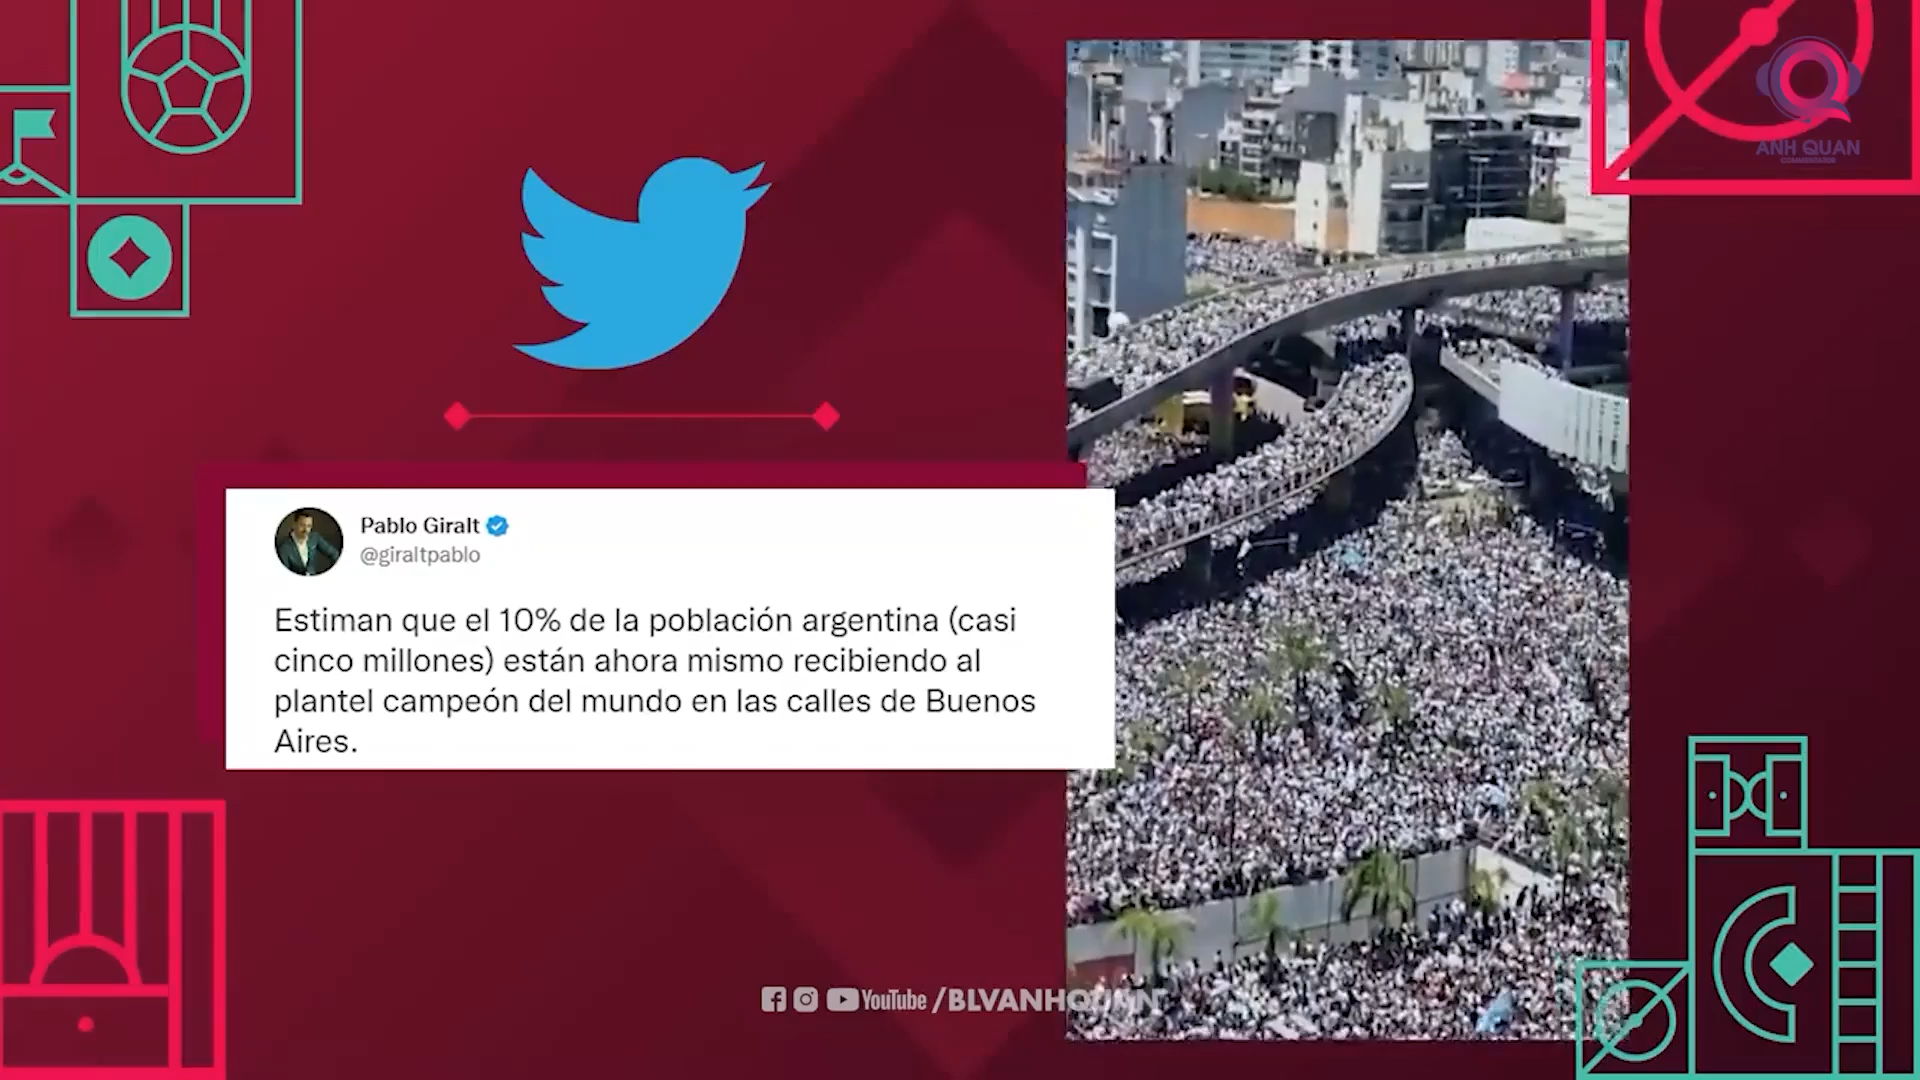 ANH QUAN
COMMENTATOR
Pablo Giralt
@giraltpablo
Estiman que el 10% de la población argentina (casi
cinco millones) están ahora mismo recibiendo al
plantel campeón del mundo en las calles de Buenos
Aires.
YouTube /BLVANHQUAN